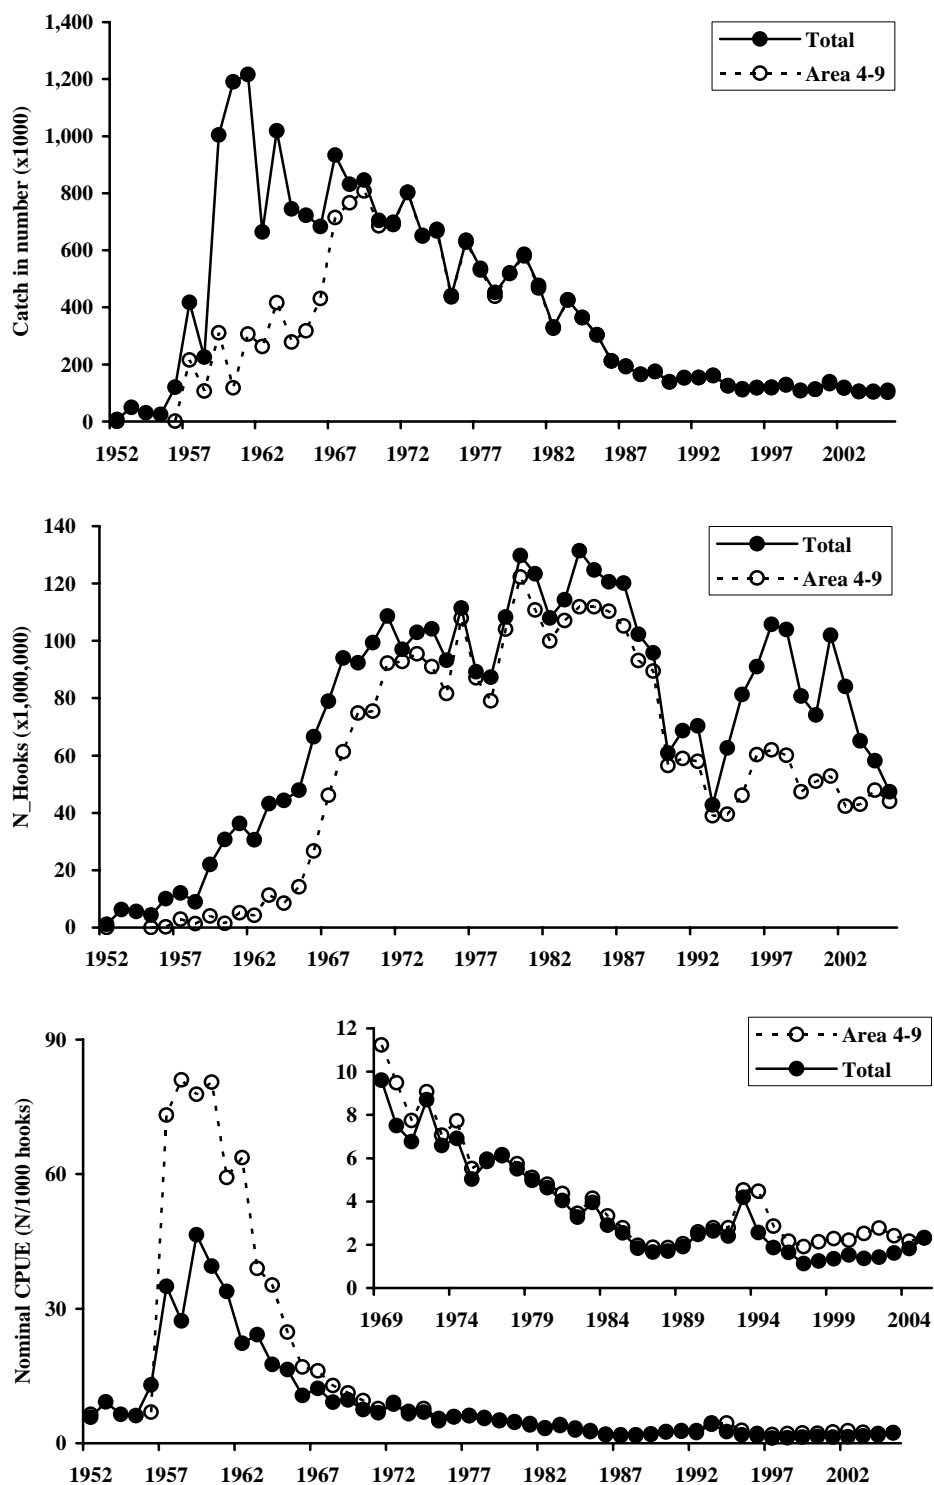 1,400
1,200
1,000
800
600
400
200
0
Catch in number (x1000)
Total
Area 4-9
1952 1957 1962 1967 1972 1977 1982 1987 1992 1997 2002
140
120
100
80
60
40
20
0
N_Hooks (x1,000,000)
Total
Area 4-9
1952 1957 1962 1967 1972 1977 1982 1987 1992 1997 2002
90
60
30
0
Nominal CPUE (N/1000 hooks)
12
10
8
6
4
2
0
1969 1974 1979 1984 1989 1994 1999 2004
Area 4-9
Total
1952 1957 1962 1967 1972 1977 1982 1987 1992 1997 2002